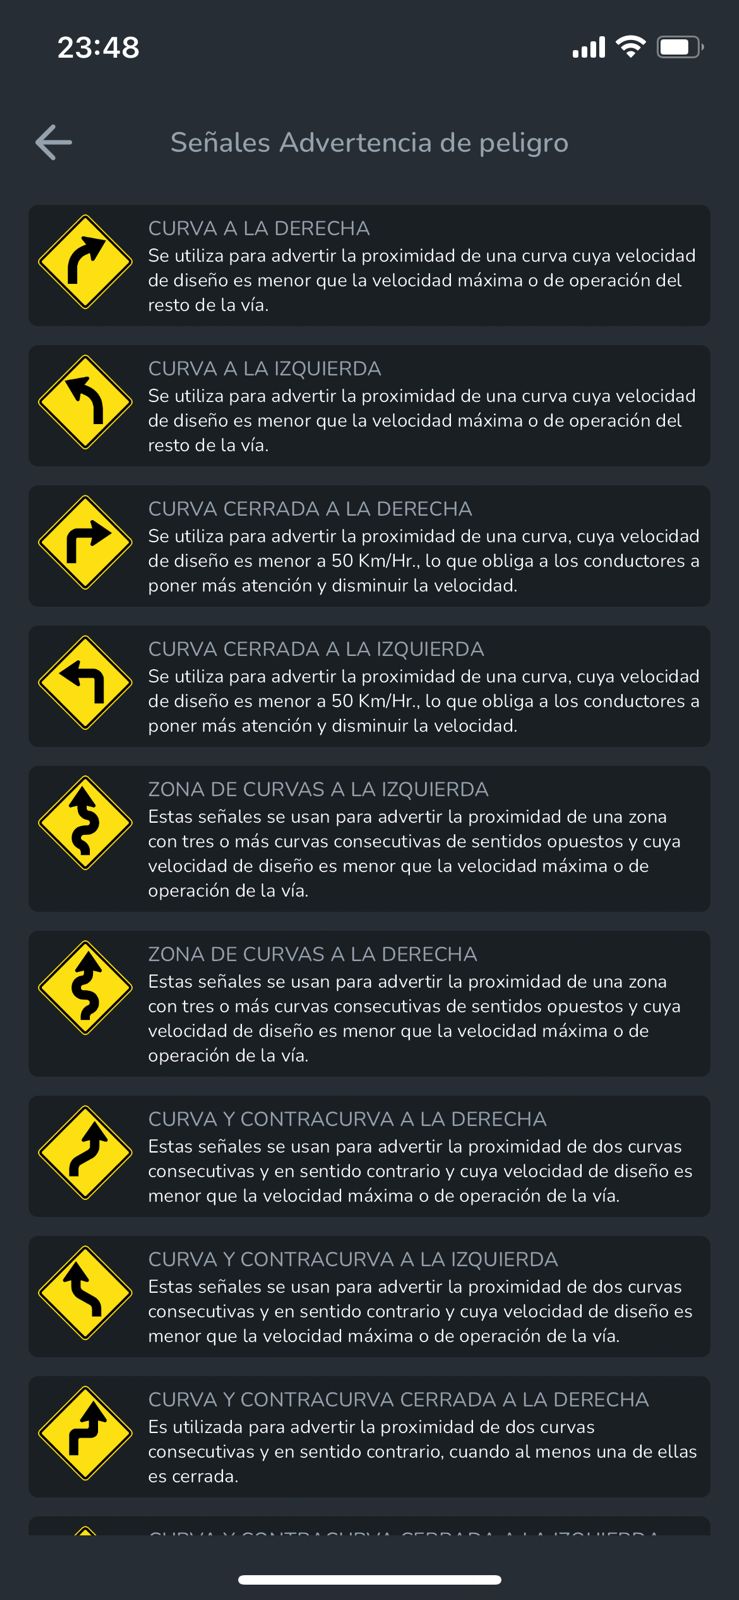 23:48
Señales Advertencia de peligro
CURVA A LA DERECHA
Se utiliza para advertir la proximidad de una curva cuya velocidad
de diseño es menor que la velocidad máxima o de operación del
resto de la vía.
CURVA A LA IZQUIERDA
Se utiliza para advertir la proximidad de una curva cuya velocidad
de diseño es menor que la velocidad máxima o de operación del
resto de la vía.
CURVA CERRADA A LA DERECHA
Se utiliza para advertir la proximidad de una curva, cuya velocidad
de diseño es menor a 50 Km/Hr., lo que obliga a los conductores a
poner más atención y disminuir la velocidad.
CURVA CERRADA A LA IZQUIERDA
Se utiliza para advertir la proximidad de una curva, cuya velocidad
de diseño es menor a 50 Km/Hr., lo que obliga a los conductores a
poner más atención y disminuir la velocidad.
ZONA DE CURVAS A LA IZQUIERDA
Estas señales se usan para advertir la proximidad de una zona
con tres o más curvas consecutivas de sentidos opuestos y cuya
velocidad de diseño es menor que la velocidad máxima o de
operación de la vía.
ZONA DE CURVAS A LA DERECHA
Estas señales se usan para advertir la proximidad de una zona
con tres o más curvas consecutivas de sentidos opuestos y cuya
velocidad de diseño es menor que la velocidad máxima o de
operación de la vía.
CURVA Y CONTRACURVA A LA DERECHA
Estas señales se usan para advertir la proximidad de dos curvas
consecutivas y en sentido contrario y cuya velocidad de diseño es
menor que la velocidad máxima o de operación de la vía.
CURVA Y CONTRACURVA A LA IZQUIERDA
Estas señales se usan para advertir la proximidad de dos curvas
consecutivas y en sentido contrario y cuya velocidad de diseño es
menor que la velocidad máxima o de operación de la vía.
CURVA Y CONTRACURVA CERRADA A LA DERECHA
Es utilizada para advertir la proximidad de dos curvas
consecutivas y en sentido contrario, cuando al menos una de ellas
es cerrada.
CURVA Y CONTRACURVA CERRADA A LA IZQUIERDA